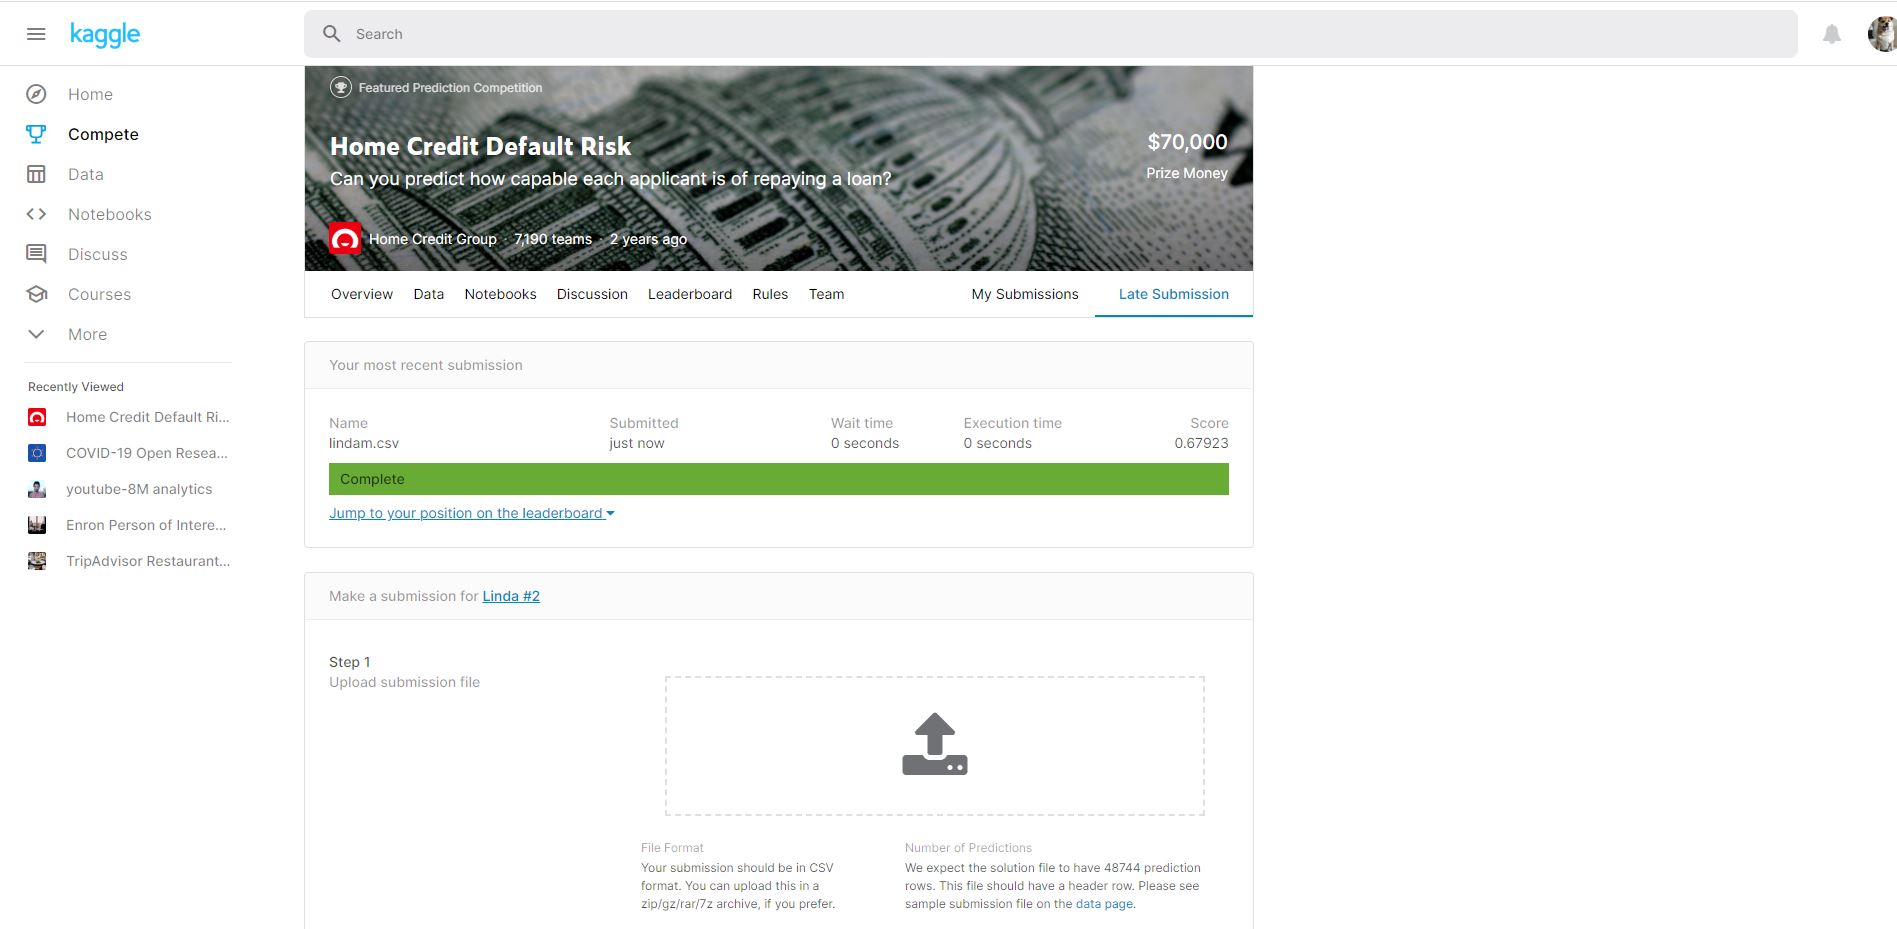 kaggle
Search
Home
Compete
Data
Notebooks
Discuss
Courses
More
Recently Viewed
Home Credit Default Ri...
COVID-19 Open Resea...
youtube-8M analytics
Enron Person of Intere...
TripAdvisor Restaurant...
Featured Prediction Competition
Home Credit Default Risk
Can you predict how capable each applicant is of repaying a loan?
$70,000
Prize Money
Home Credit Group · 7,190 teams · 2 years ago
Overview Data Notebooks Discussion Leaderboard Rules Team My Submissions Late Submission
Your most recent submission
Name Submitted Wait time Execution time Score
lindam.csv just now 0 seconds 0 seconds 0.67923
Complete
Jump to your position on the leaderboard
Make a submission for Linda #2
Step 1
Upload submission file
File Format
Your submission should be in CSV
format. You can upload this in a
zip/gz/rar/7z archive, if you prefer.
Number of Predictions
We expect the solution file to have 48744 prediction
rows. This file should have a header row. Please see
sample submission file on the data page.